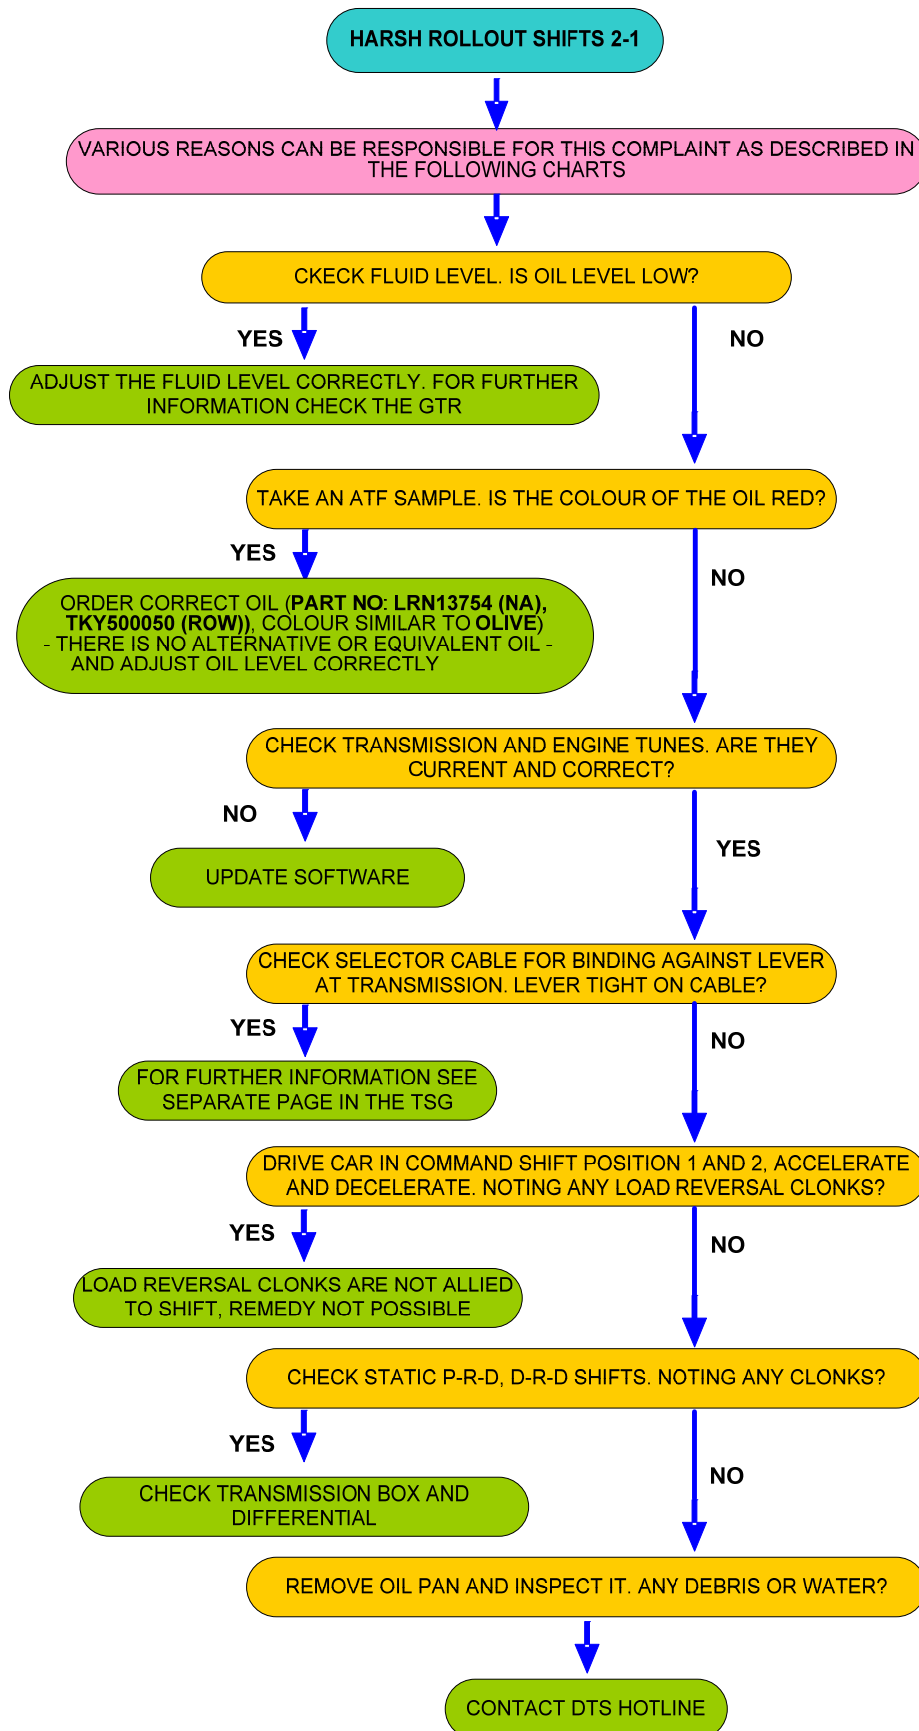 HARSH ROLLOUT SHIFTS 2-1
VARIOUS REASONS CAN BE RESPONSIBLE FOR THIS COMPLAINT AS DESCRIBED IN
THE FOLLOWING CHARTS
CKECK FLUID LEVEL. IS OIL LEVEL LOW?
YES
NO
ADJUST THE FLUID LEVEL CORRECTLY. FOR FURTHER
INFORMATION CHECK THE GTR
TAKE AN ATF SAMPLE. IS THE COLOUR OF THE OIL RED?
YES
NO
ORDER CORRECT OIL (PART NO: LRN13754 (NA),
TKY500050 (ROW)), COLOUR SIMILAR TO OLIVE)
- THERE IS NO ALTERNATIVE OR EQUIVALENT OIL -
AND ADJUST OIL LEVEL CORRECTLY
CHECK TRANSMISSION AND ENGINE TUNES. ARE THEY
CURRENT AND CORRECT?
NO
YES
UPDATE SOFTWARE
CHECK SELECTOR CABLE FOR BINDING AGAINST LEVER
AT TRANSMISSION. LEVER TIGHT ON CABLE?
YES
NO
FOR FURTHER INFORMATION SEE
SEPARATE PAGE IN THE TSG
DRIVE CAR IN COMMAND SHIFT POSITION 1 AND 2, ACCELERATE
AND DECELERATE. NOTING ANY LOAD REVERSAL CLONKS?
YES
NO
LOAD REVERSAL CLONKS ARE NOT ALLIED
TO SHIFT, REMEDY NOT POSSIBLE
CHECK STATIC P-R-D, D-R-D SHIFTS. NOTING ANY CLONKS?
YES
NO
CHECK TRANSMISSION BOX AND
DIFFERENTIAL
REMOVE OIL PAN AND INSPECT IT. ANY DEBRIS OR WATER?
CONTACT DTS HOTLINE